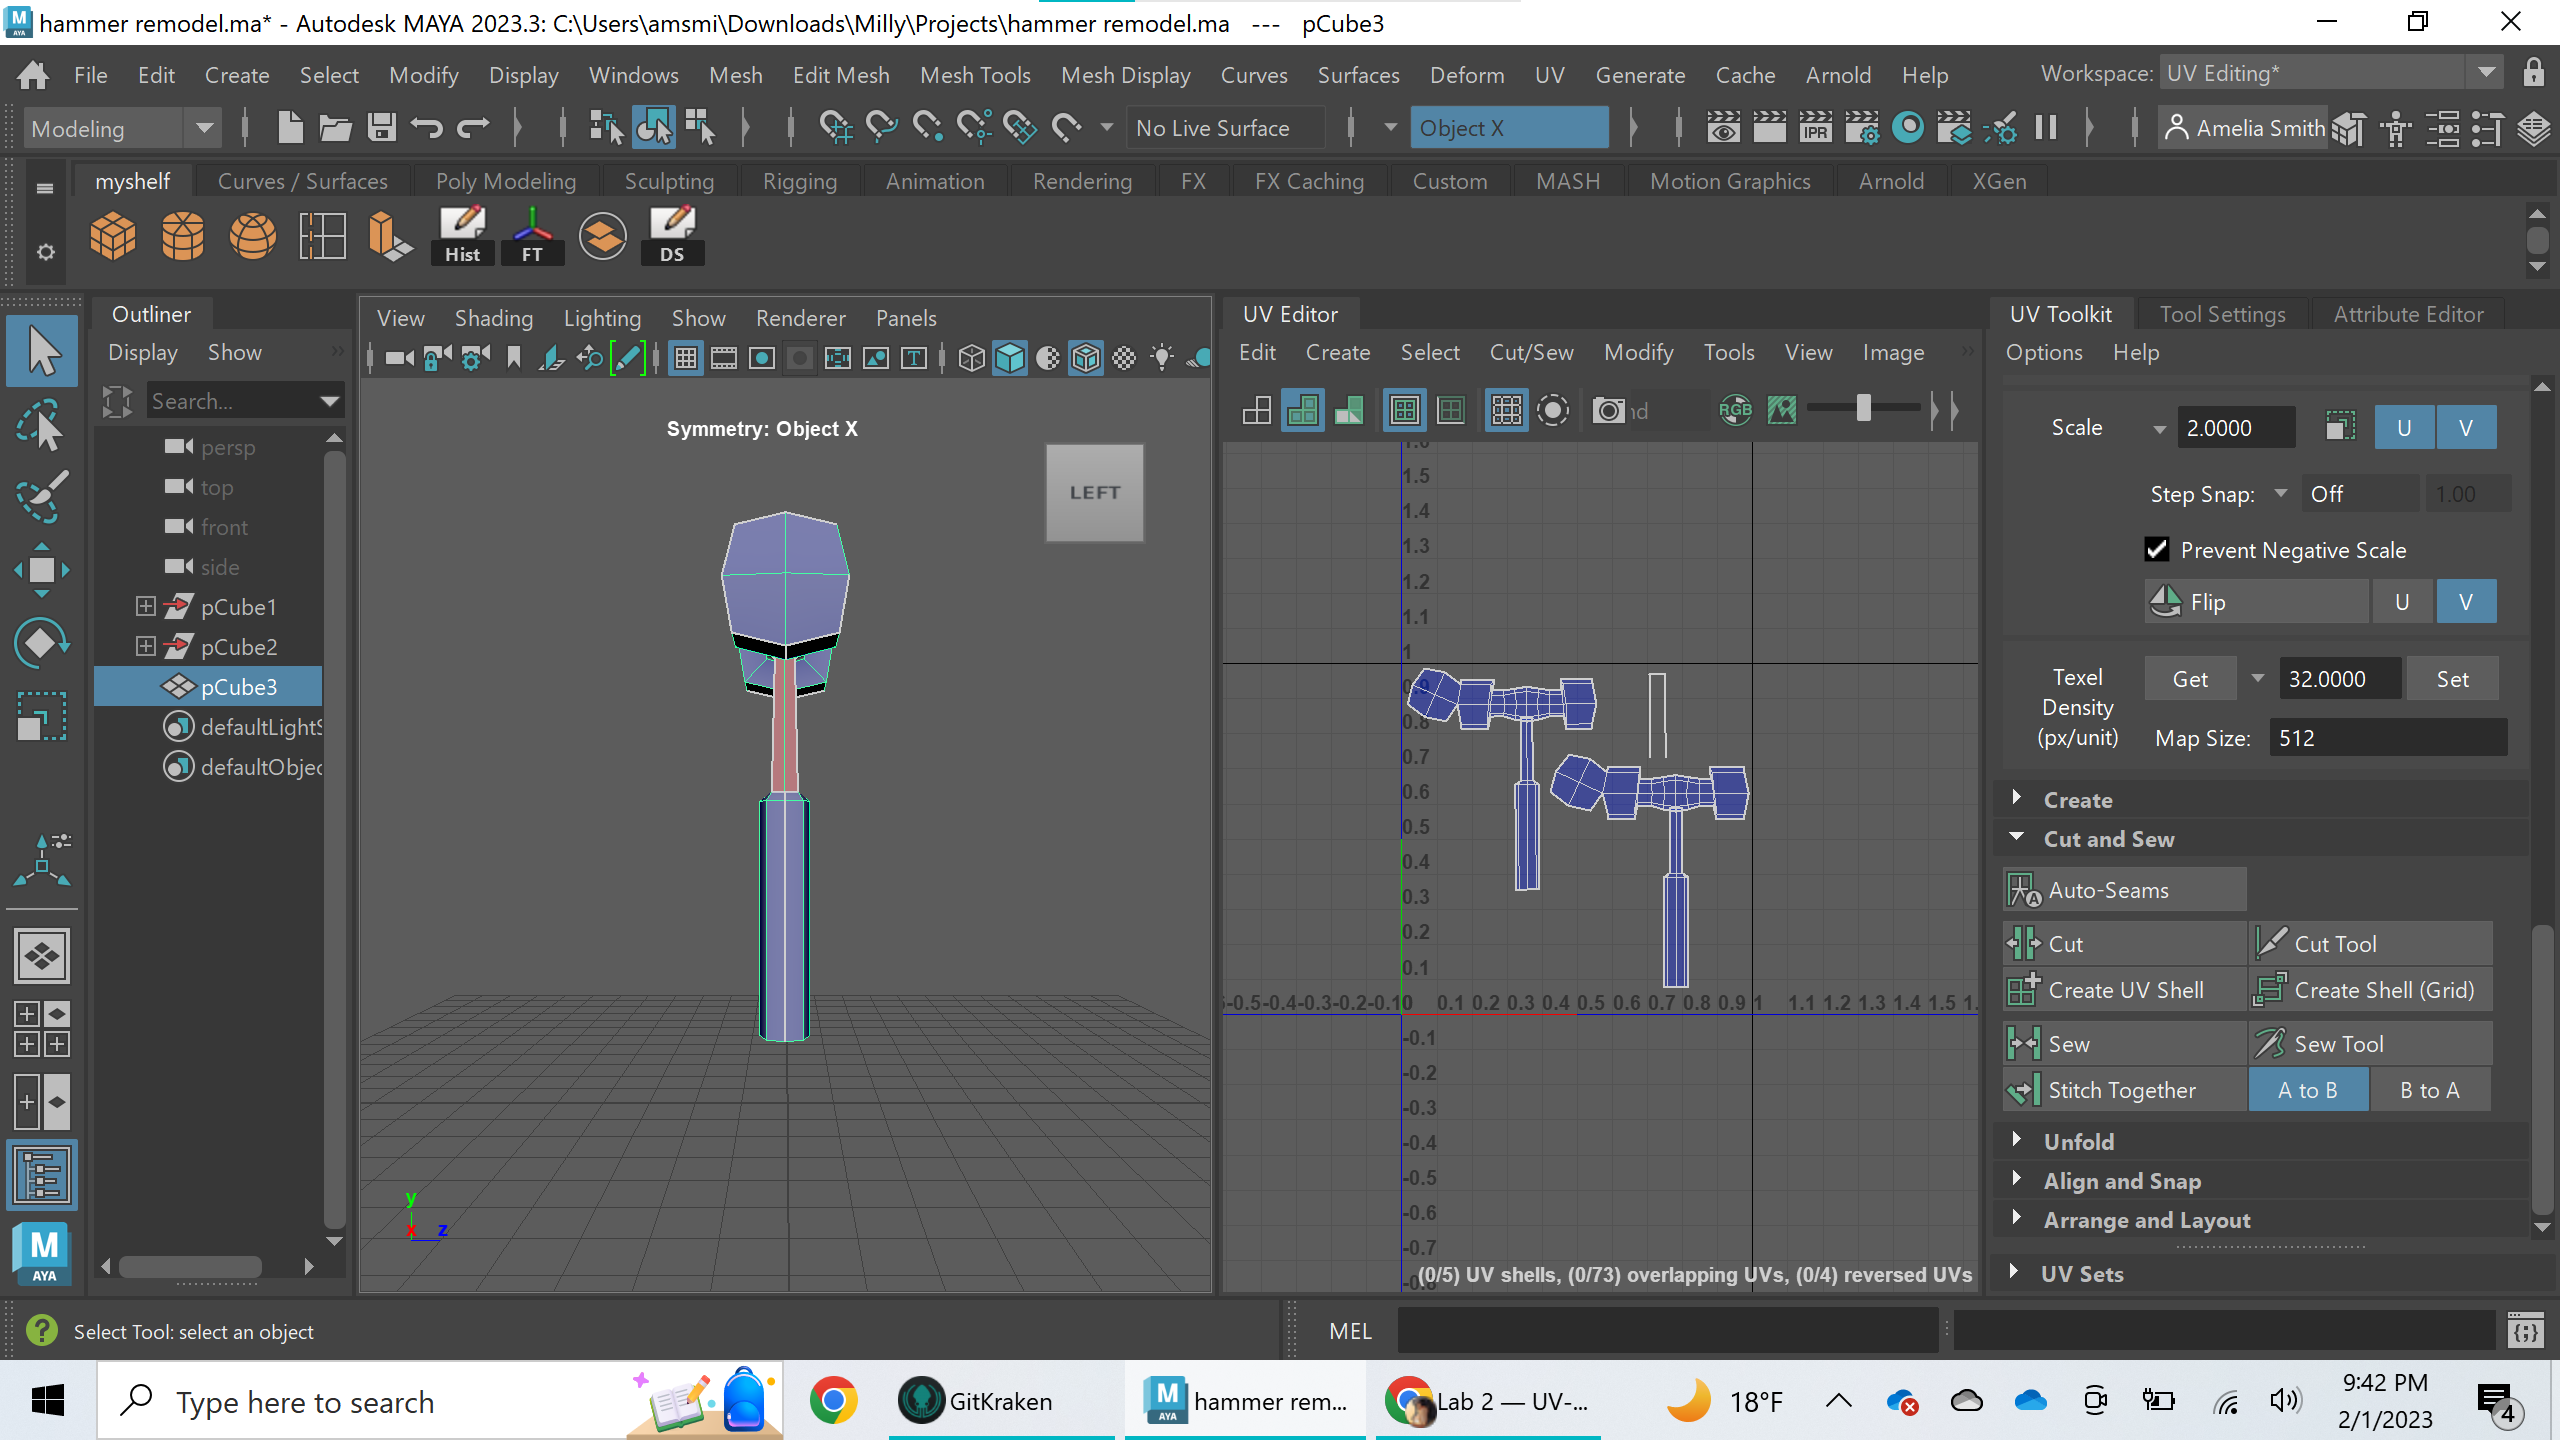 hammer remodel.ma* - Autodesk MAYA 2023.3: C:\Users\amsmi\Downloads\Milly\Projects\hammer remodel.ma --- pCube3
File Edit Create Select Modify Display Windows Mesh Edit Mesh Mesh Tools Mesh Display Curves Surfaces Deform UV Generate Cache Arnold Help Workspace: UV Editing*
Modeling No Live Surface Object X IPR Amelia Smith
myshelf Curves / Surfaces Poly Modeling Sculpting Rigging Animation Rendering FX FX Caching Custom MASH Motion Graphics Arnold XGen
Hist FT DS
Outliner
Display Show
Search...
persp
top
front
side
pCube1
pCube2
pCube3
defaultLightS
defaultObjec
View Shading Lighting Show Renderer Panels
Symmetry: Object X
LEFT
y
x z
UV Editor
Edit Create Select Cut/Sew Modify Tools View Image
RGB
1.5
1.4
1.3
1.2
1.1
1
0.9
0.8
0.7
0.6
0.5
0.4
0.3
0.2
0.1
-0.5 -0.4 -0.3 -0.2 -0.1 0 0.1 0.2 0.3 0.4 0.5 0.6 0.7 0.8 0.9 1 1.1 1.2 1.3 1.4 1.5 1.
-0.1
-0.2
-0.3
-0.4
-0.5
-0.6
-0.7
-0.8
(0/5) UV shells, (0/73) overlapping UVs, (0/4) reversed UVs
UV Toolkit Tool Settings Attribute Editor
Options Help
Scale 2.0000 U V
Step Snap: Off 1.00
Prevent Negative Scale
Flip U V
Texel Density (px/unit) Get 32.0000 Set
Map Size: 512
Create
Cut and Sew
Auto-Seams
Cut Cut Tool
Create UV Shell Create Shell (Grid)
Sew Sew Tool
Stitch Together A to B B to A
Unfold
Align and Snap
Arrange and Layout
UV Sets
M
AYA
Select Tool: select an object
MEL
Type here to search GitKraken hammer rem... Lab 2 — UV-... 18°F 9:42 PM
2/1/2023
4